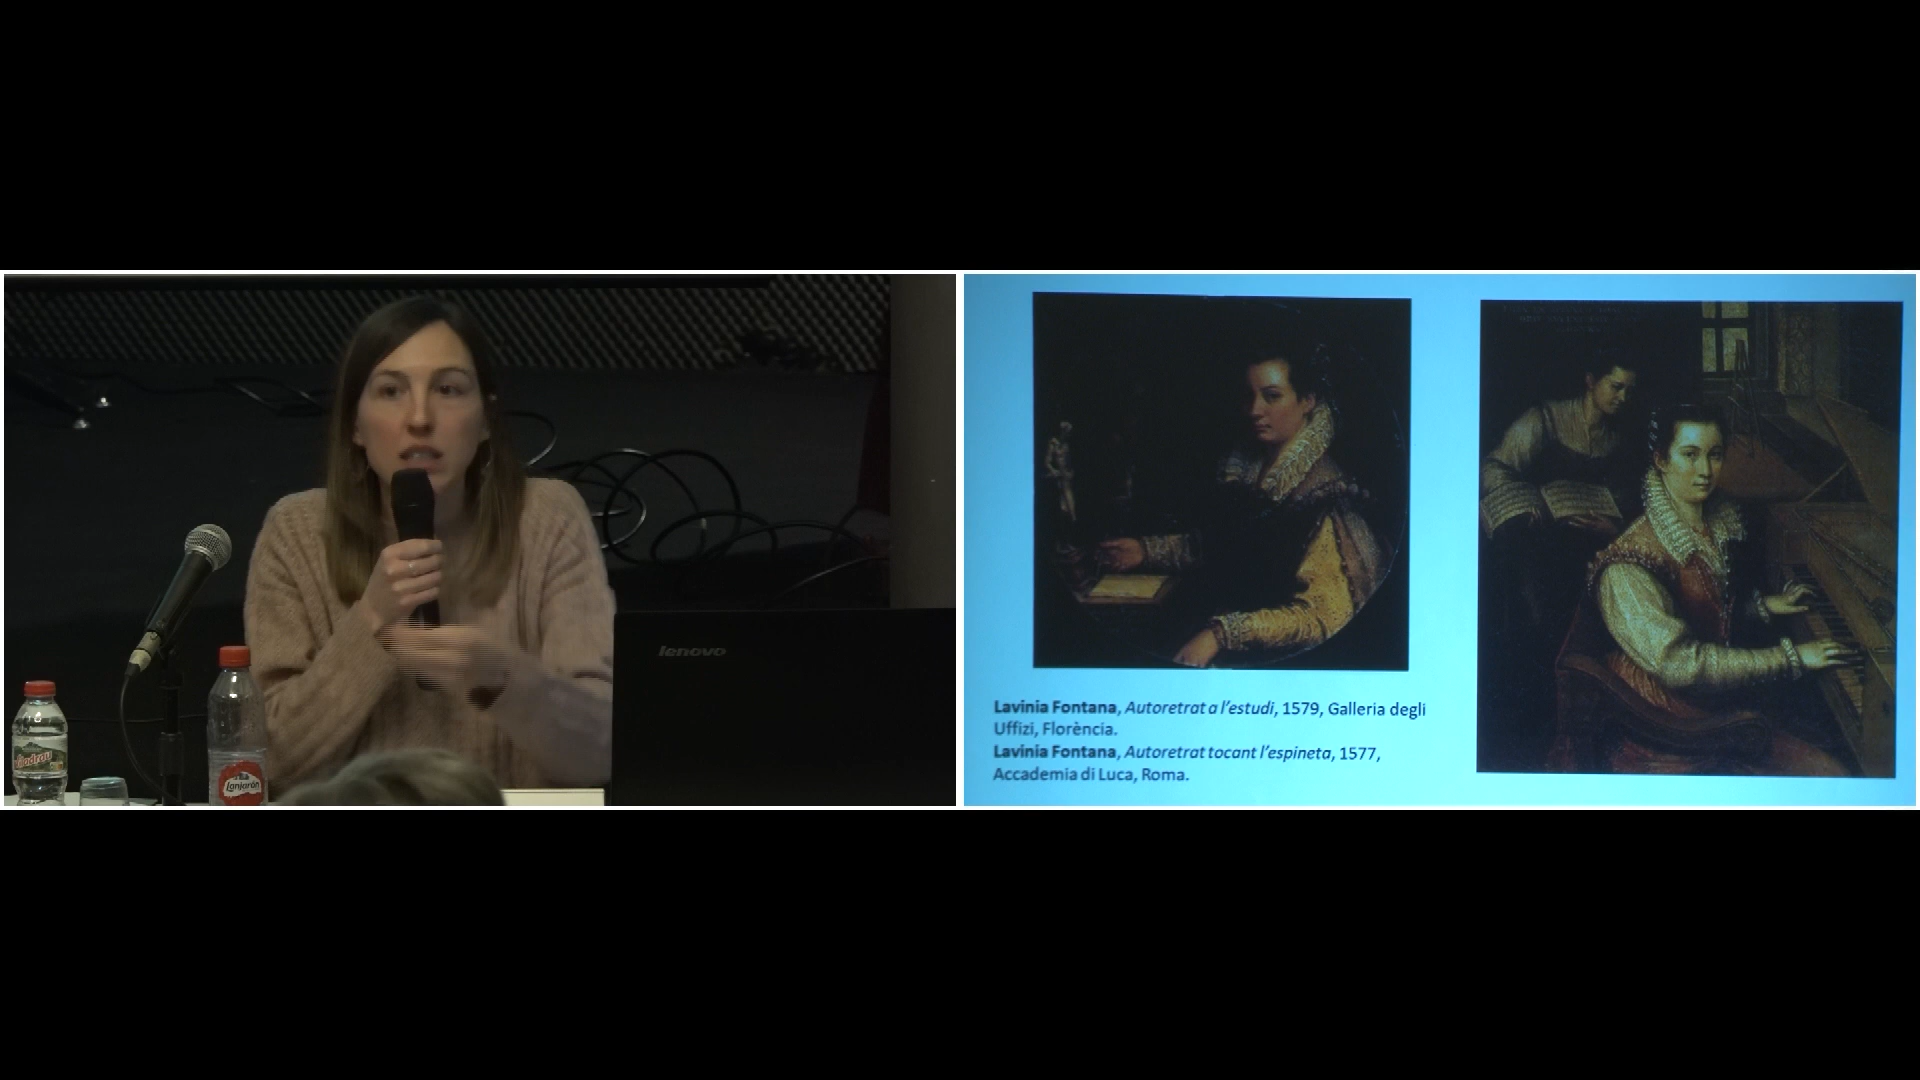 lenovo
Lanjarón
Lavinia Fontana, Autoretrat a l'estudi, 1579, Galleria degli
Uffizi, Florència.
Lavinia Fontana, Autoretrat tocant l'espineta, 1577,
Accademia di Luca, Roma.